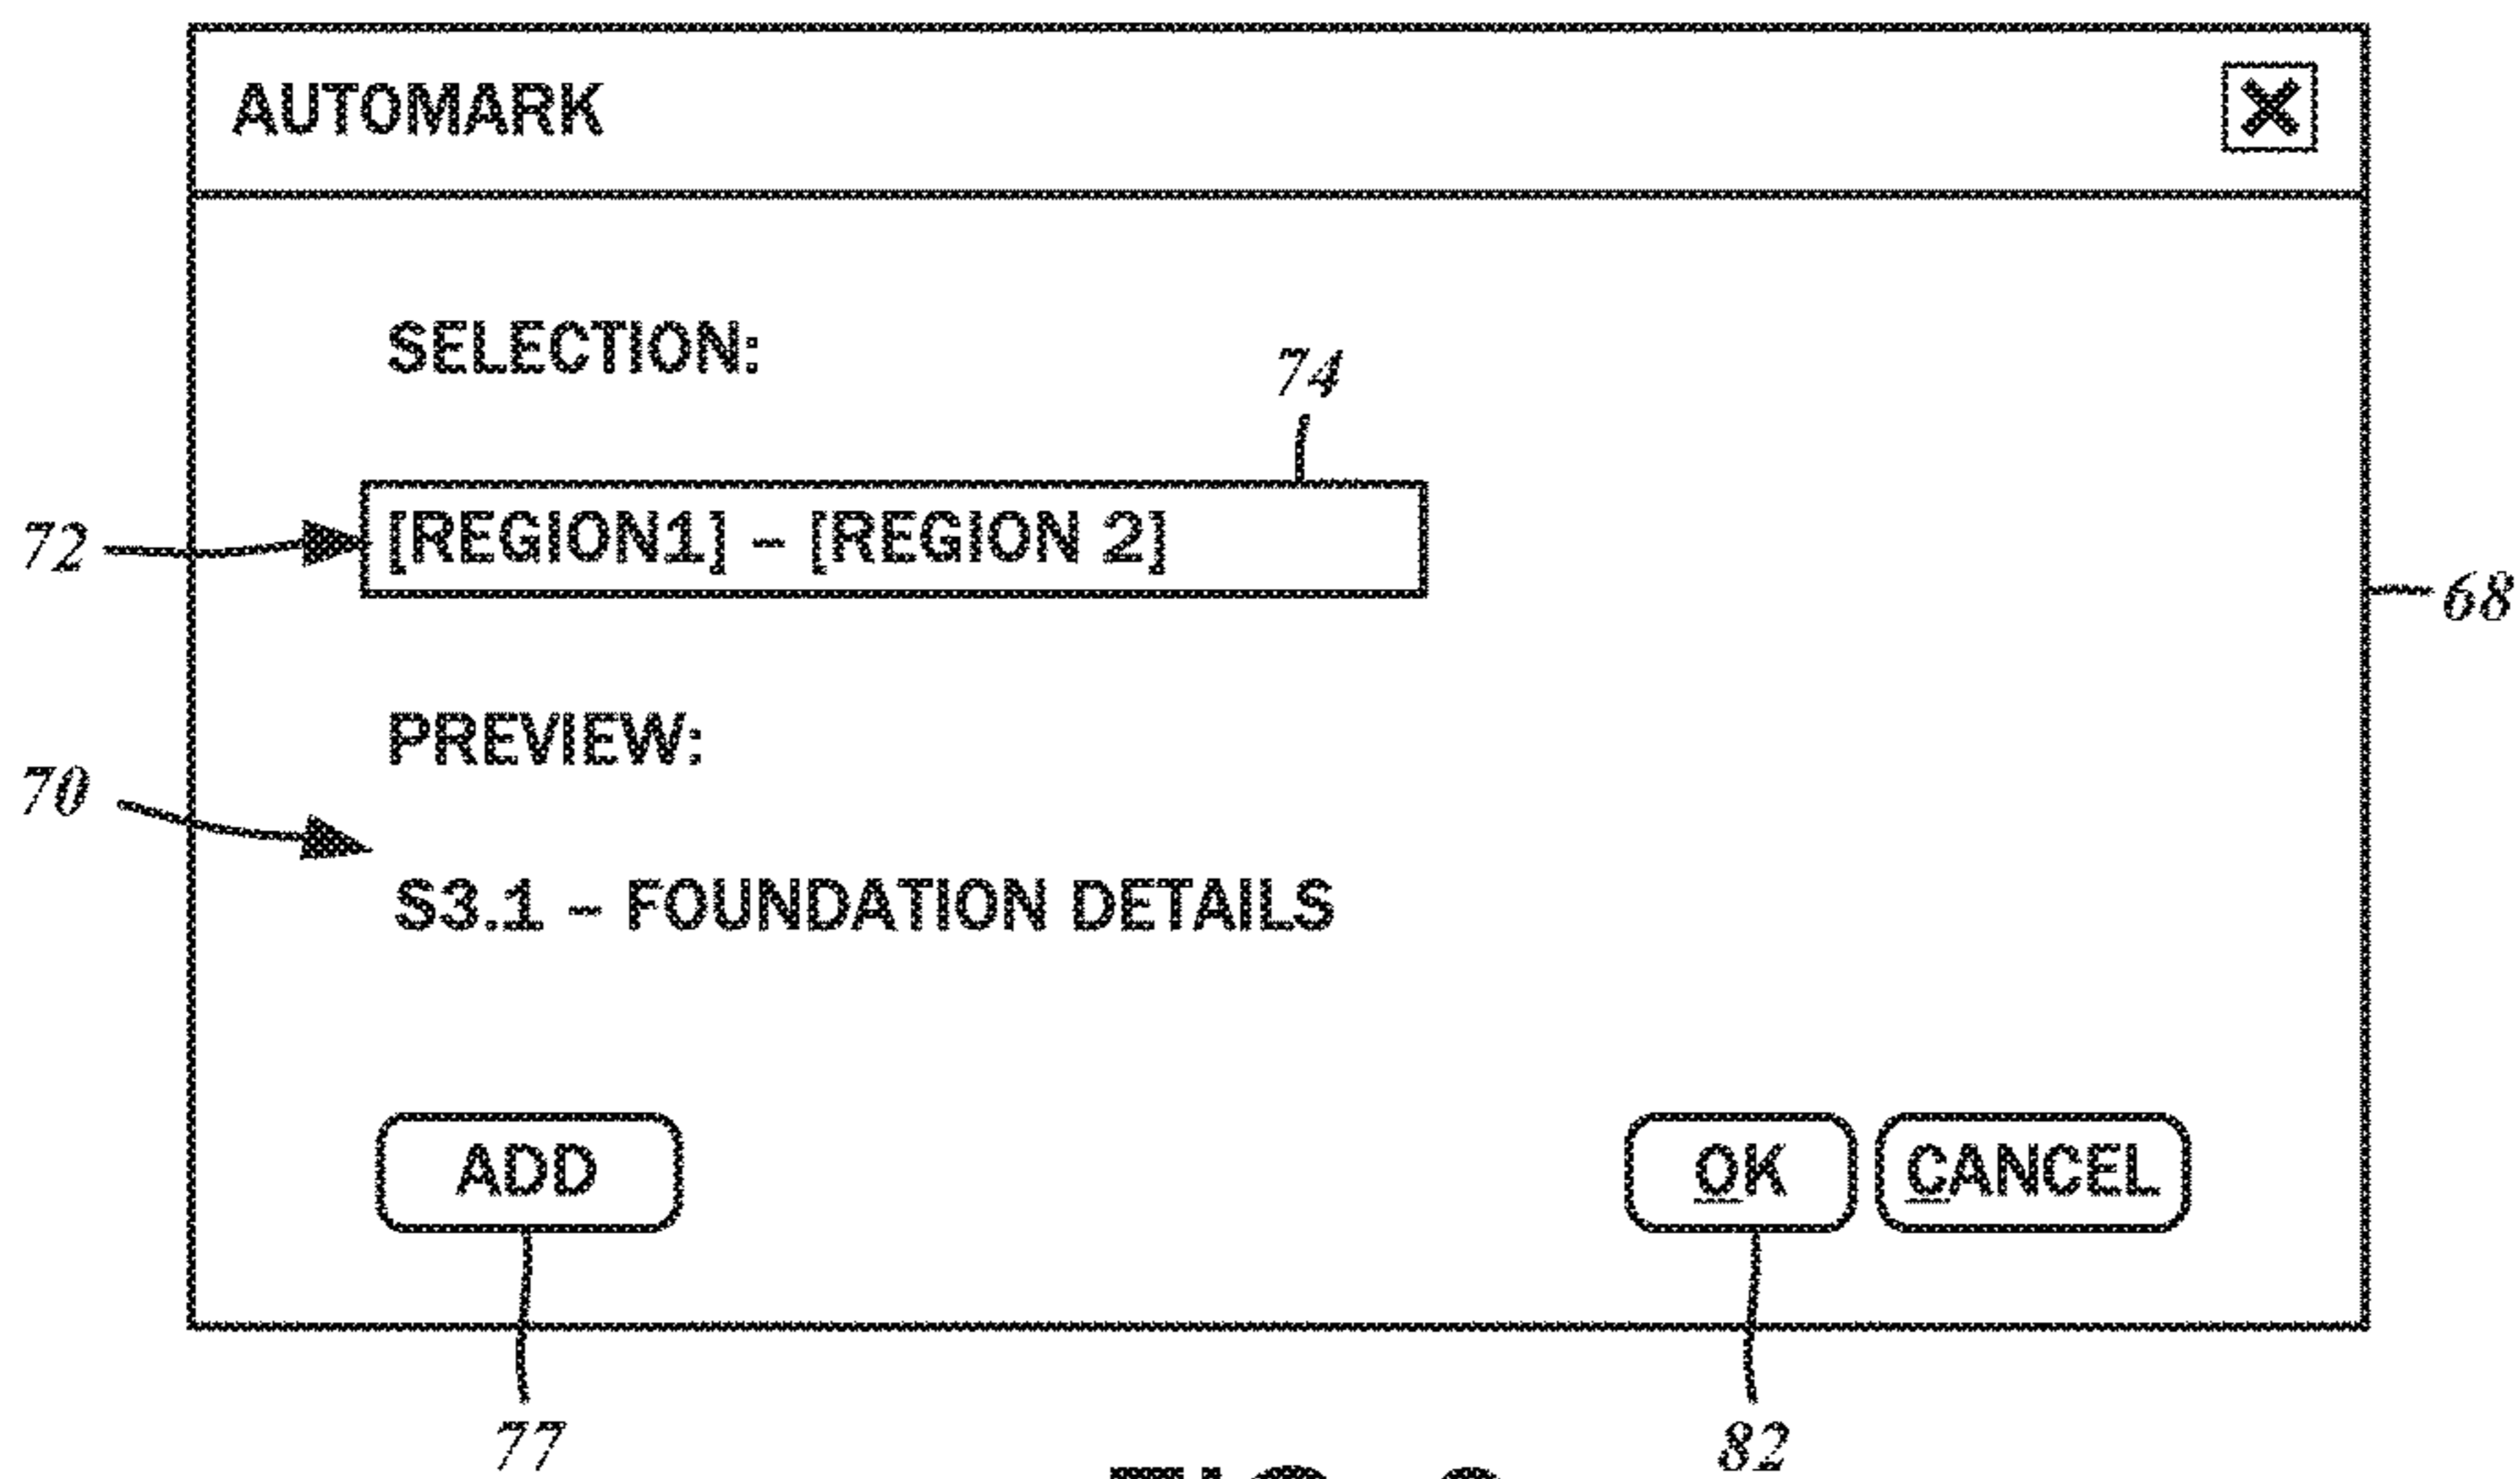 AUTOMARK
SELECTION:
74
72
[REGION1] – [REGION 2]
68
PREVIEW:
70
S3.1 – FOUNDATION DETAILS
ADD
OK
CANCEL
77
82